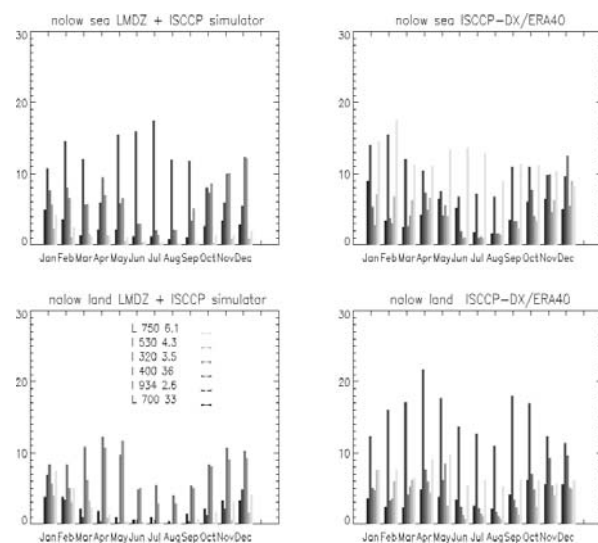 nolow sea LMDZ + ISCCP simulator
30
20
10
0
Jan Feb Mar Apr May Jun Jul Aug Sep Oct Nov Dec
nolow sea ISCCP-DX/ERA40
30
20
10
0
Jan Feb Mar Apr May Jun Jul Aug Sep Oct Nov Dec
nolow land LMDZ + ISCCP simulator
30
20
10
0
L 750 6.1
I 530 4.3
I 320 3.5
I 400 36
I 934 2.6
L 700 33
Jan Feb Mar Apr May Jun Jul Aug Sep Oct Nov Dec
nolow land ISCCP-DX/ERA40
30
20
10
0
Jan Feb Mar Apr May Jun Jul Aug Sep Oct Nov Dec